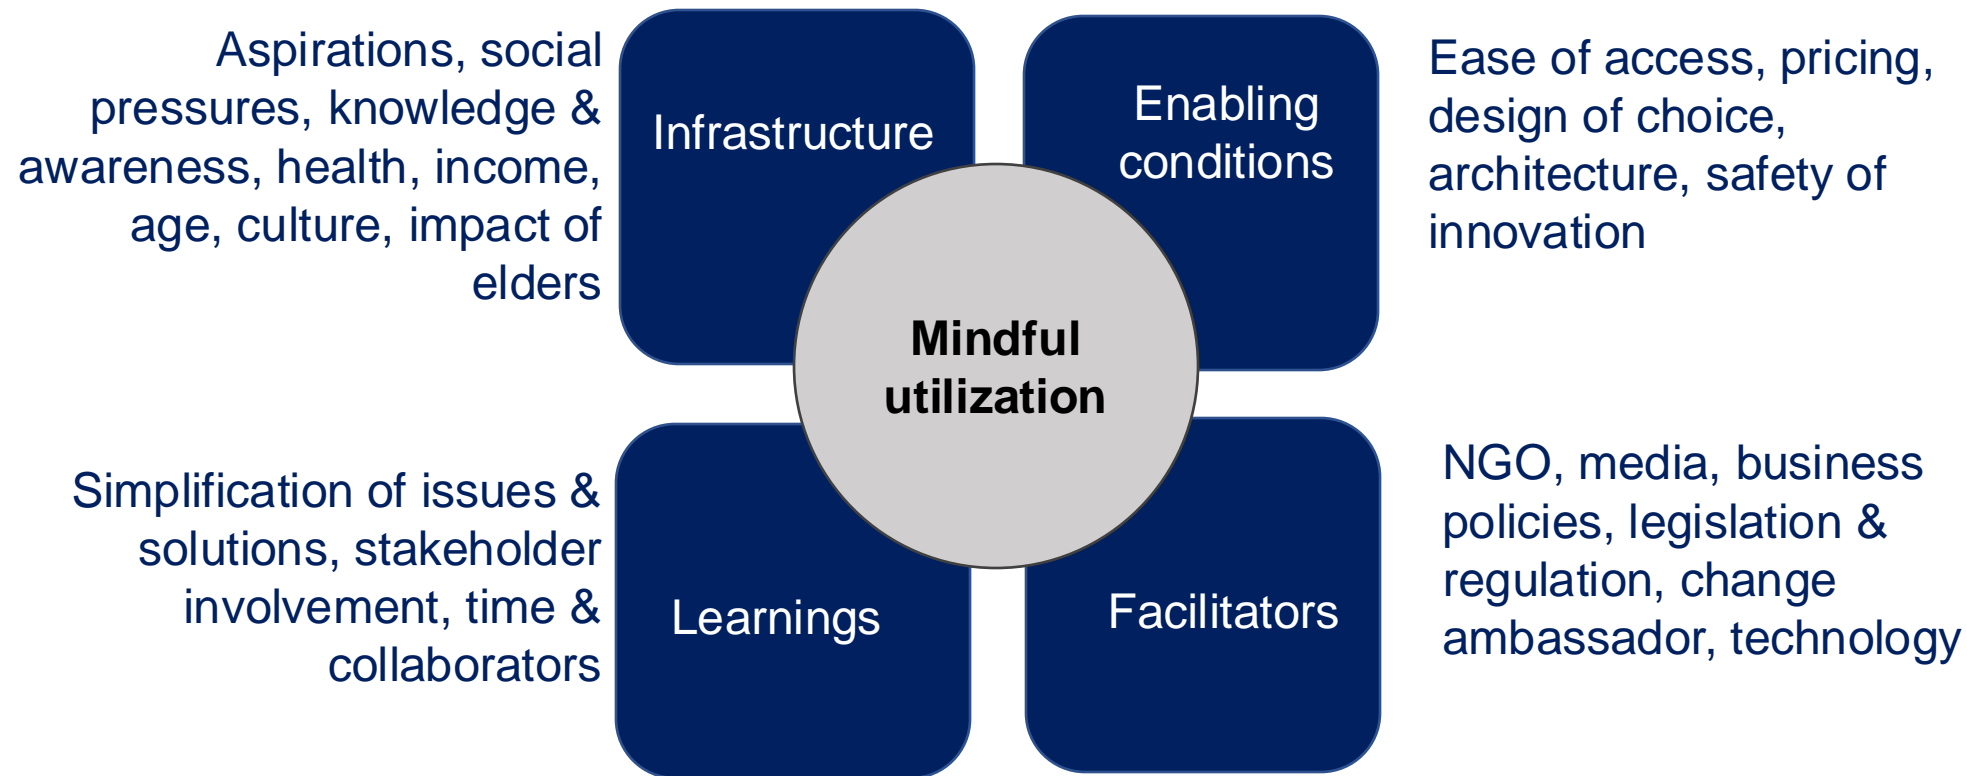 Aspirations, social
pressures, knowledge &
awareness, health, income,
age, culture, impact of
elders
Infrastructure
Enabling
conditions
Ease of access, pricing,
design of choice,
architecture, safety of
innovation
Mindful
utilization
Simplification of issues &
solutions, stakeholder
involvement, time &
collaborators
Learnings
Facilitators
NGO, media, business
policies, legislation &
regulation, change
ambassador, technology